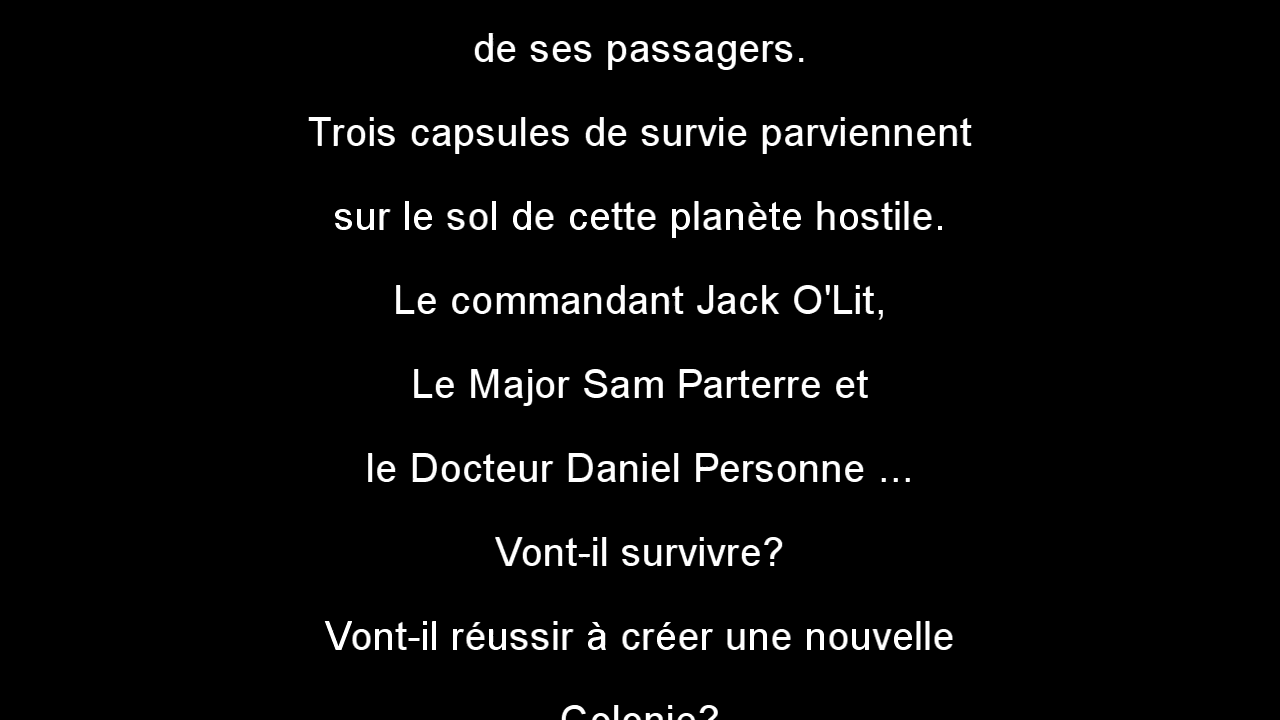 de ses passagers.
Trois capsules de survie parviennent
sur le sol de cette planète hostile.
Le commandant Jack O'Lit,
Le Major Sam Parterre et
le Docteur Daniel Personne ...
Vont-il survivre?
Vont-il réussir à créer une nouvelle
Colonie?